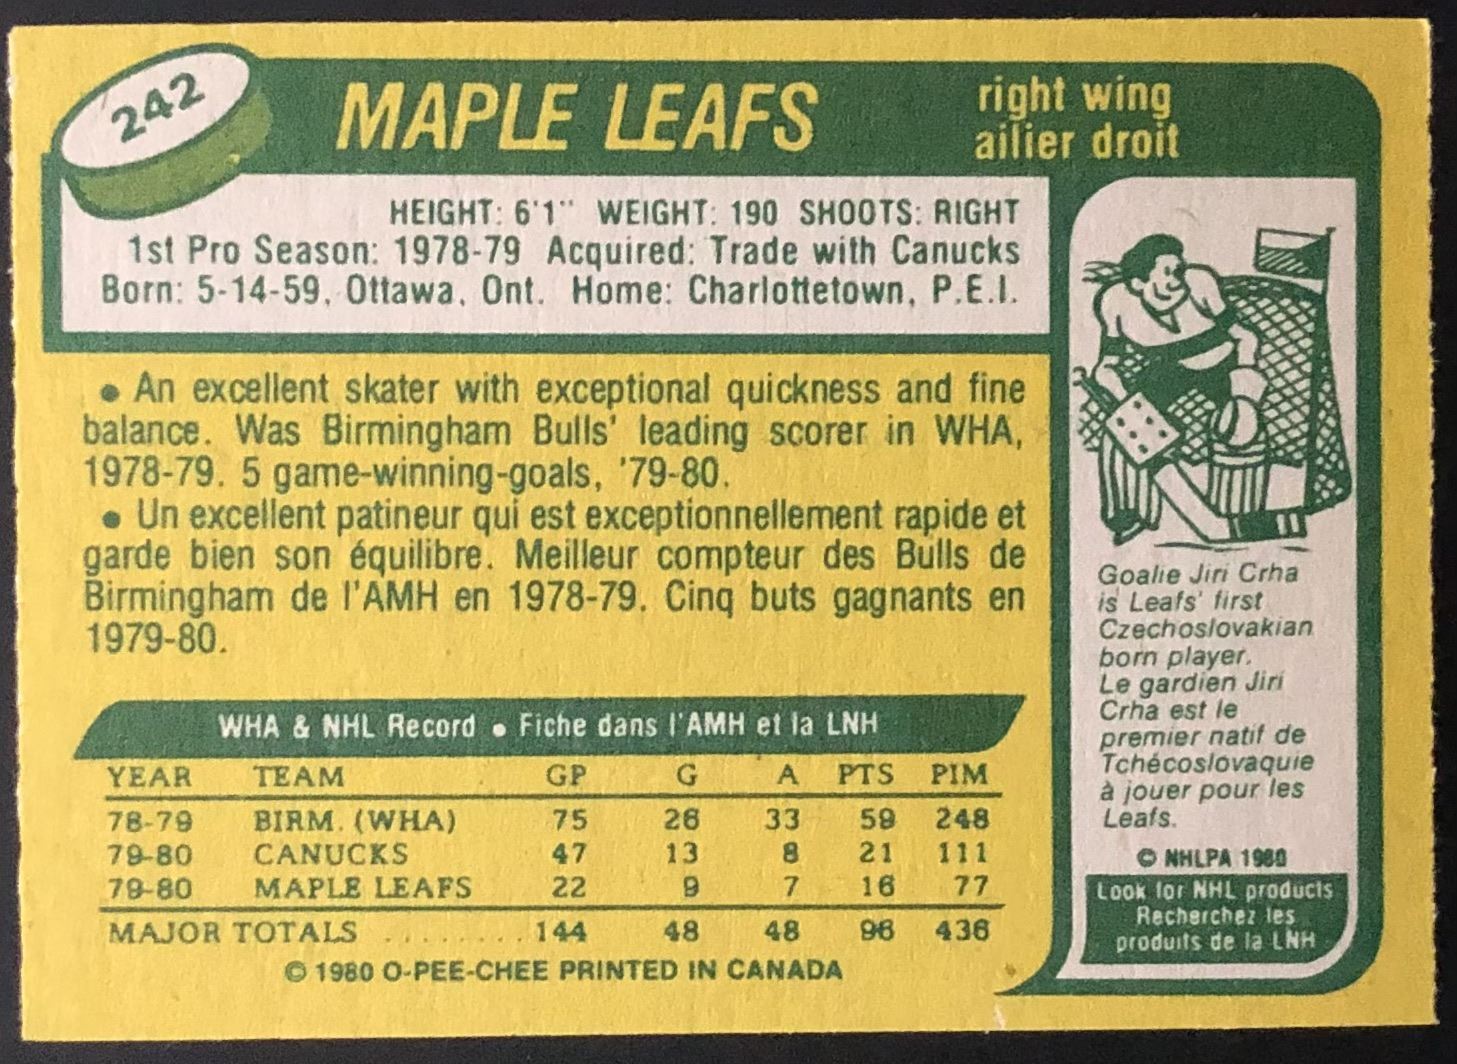 242
MAPLE LEAFS
right wing
ailier droit
HEIGHT: 6'1" WEIGHT: 190 SHOOTS: RIGHT
1st Pro Season: 1978-79 Acquired: Trade with Canucks
Born: 5-14-59, Ottawa, Ont. Home: Charlottetown, P.E.I.
• An excellent skater with exceptional quickness and fine
balance. Was Birmingham Bulls' leading scorer in WHA,
1978-79. 5 game-winning-goals, '79-80.
• Un excellent patineur qui est exceptionnellement rapide et
garde bien son équilibre. Meilleur compteur des Bulls de
Birmingham de l'AMH en 1978-79. Cinq buts gagnants en
1979-80.
WHA & NHL Record • Fiche dans l'AMH et la LNH
YEAR TEAM GP G A PTS PIM
78-79 BIRM. (WHA) 75 26 33 59 248
79-80 CANUCKS 47 13 8 21 111
79-80 MAPLE LEAFS 22 9 7 16 77
MAJOR TOTALS ........ 144 48 48 96 436
© 1980 O-PEE-CHEE PRINTED IN CANADA
Goalie Jiri Crha
is Leafs' first
Czechoslovakian
born player.
Le gardien Jiri
Crha est le
premier natif de
Tchécoslovaquie
à jouer pour les
Leafs.
© NHLPA 1980
Look for NHL products
Recherchez les
produits de la LNH